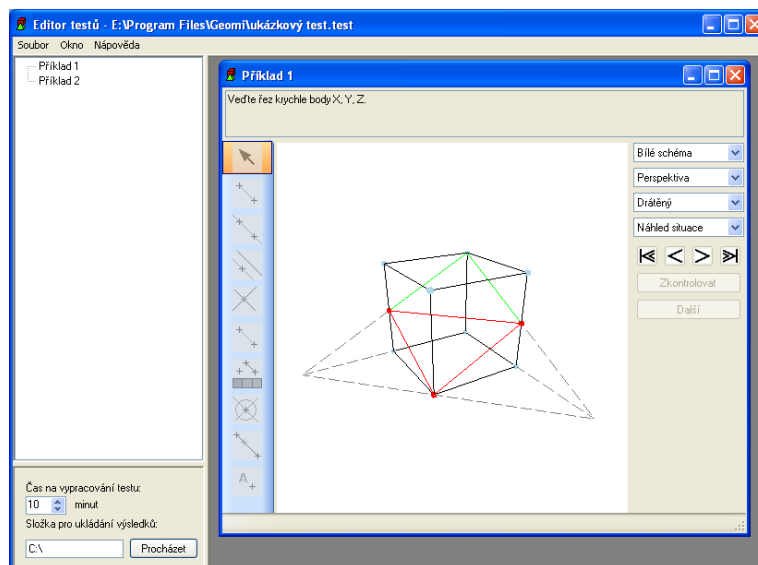 Editor testů - E:\Program Files\Geomi\ukázkový test.test
Soubor Okno Nápověda
Příklad 1
Příklad 2
Příklad 1
Veďte řez krychle body X, Y, Z.
Bílé schéma
Perspektiva
Drátěný
Náhled situace
Zkontrolovat
Další
A
Čas na vypracování testu:
10 minut
Složka pro ukládání výsledků:
C:\ Procházet